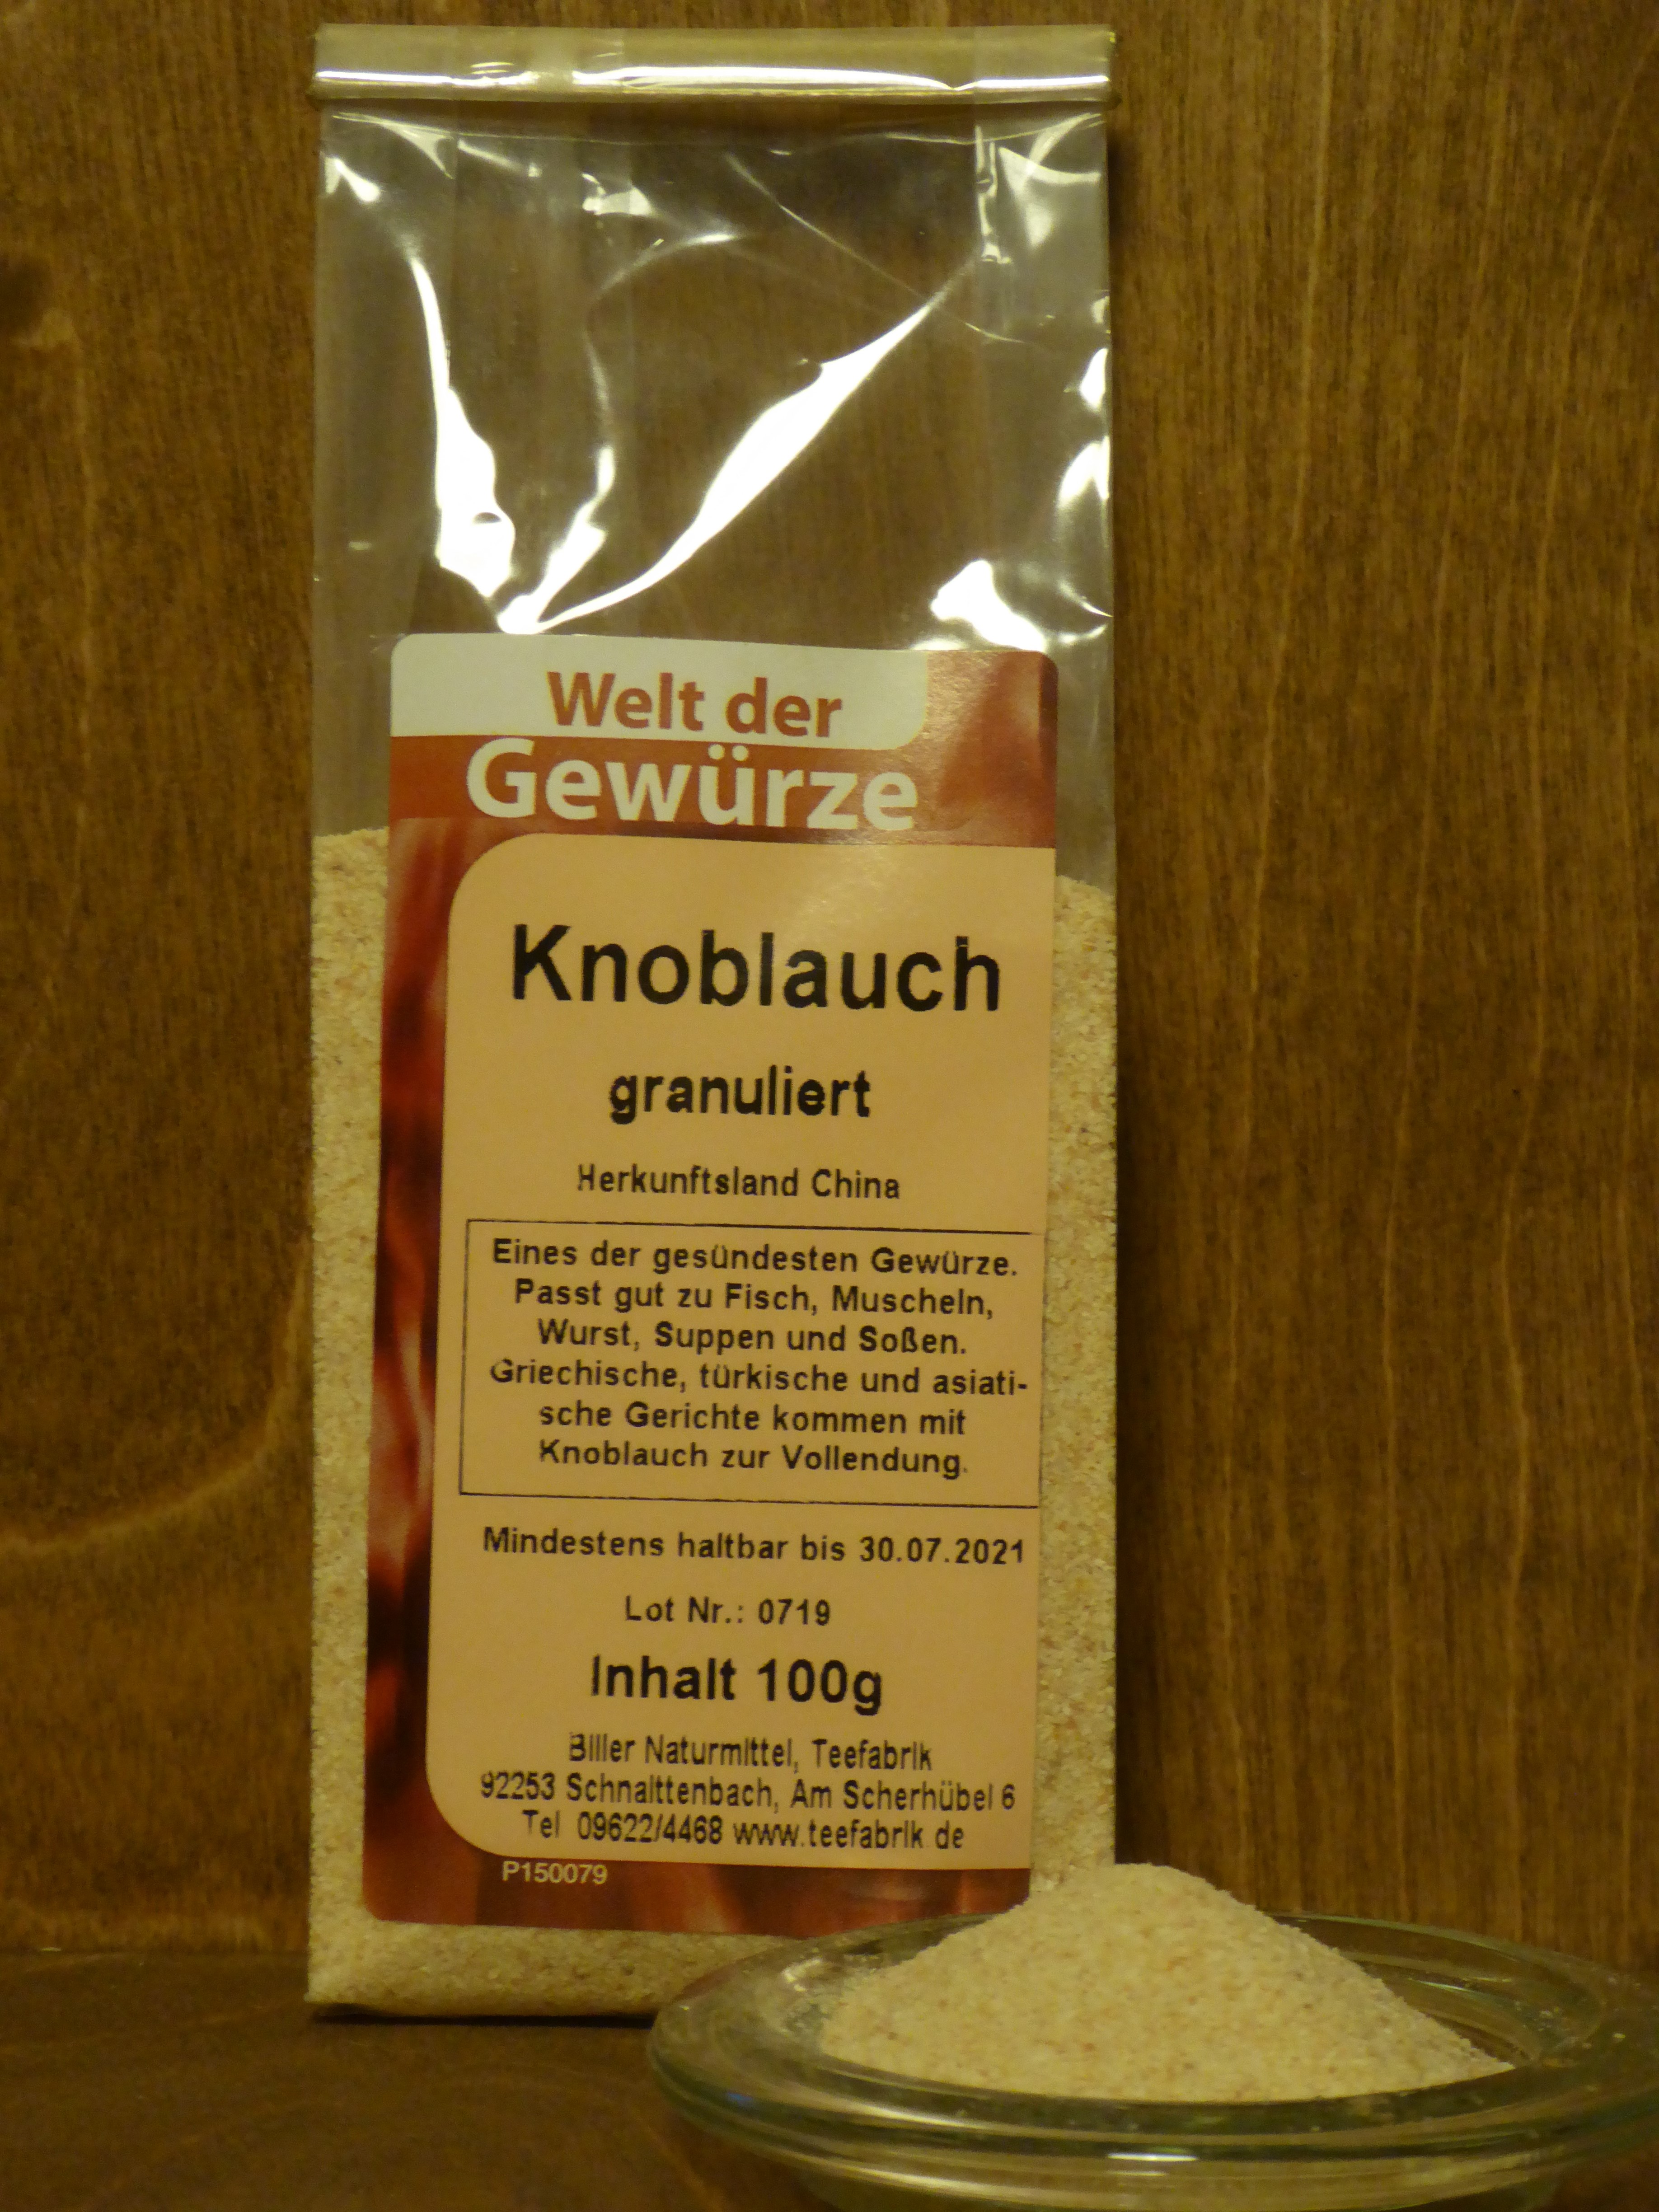 Welt der
Gewürze
Knoblauch
granuliert
Herkunftsland China
Eines der gesündesten Gewürze.
Passt gut zu Fisch, Muscheln,
Wurst, Suppen und Soßen.
Griechische, türkische und asiati-
sche Gerichte kommen mit
Knoblauch zur Vollendung.
Mindestens haltbar bis 30.07.2021
Lot Nr.: 0719
Inhalt 100g
Biller Naturmittel, Teefabrik
92253 Schnaittenbach, Am Scherhübel 6
Tel 09622/4468 www.teefabrik.de
P150079